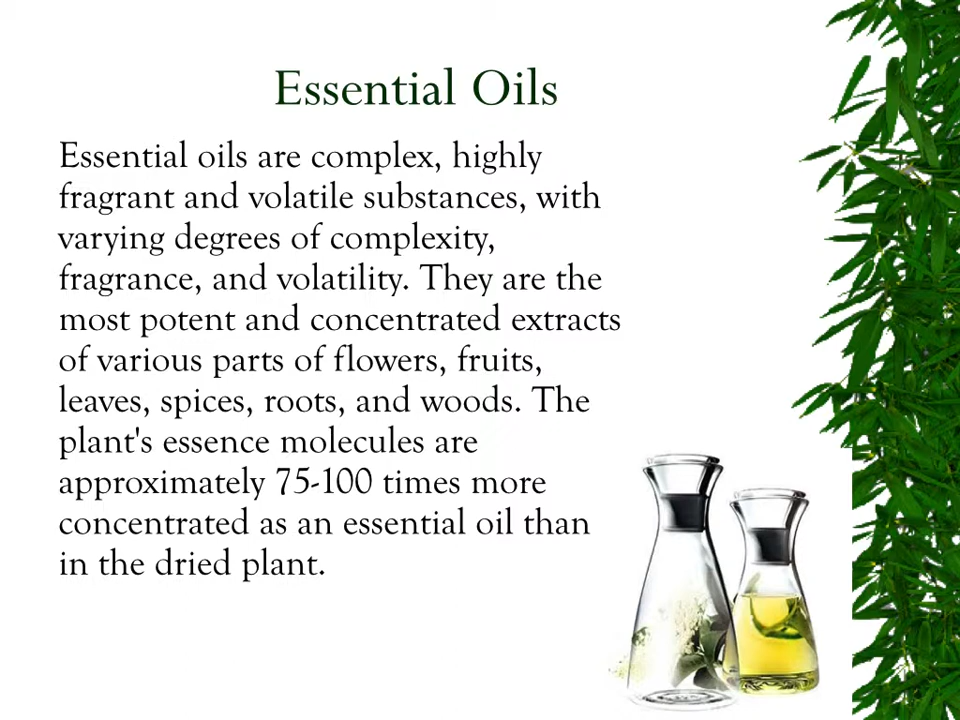 Essential Oils
Essential oils are complex, highly
fragrant and volatile substances, with
varying degrees of complexity,
fragrance, and volatility. They are the
most potent and concentrated extracts
of various parts of flowers, fruits,
leaves, spices, roots, and woods. The
plant's essence molecules are
approximately 75-100 times more
concentrated as an essential oil than
in the dried plant.